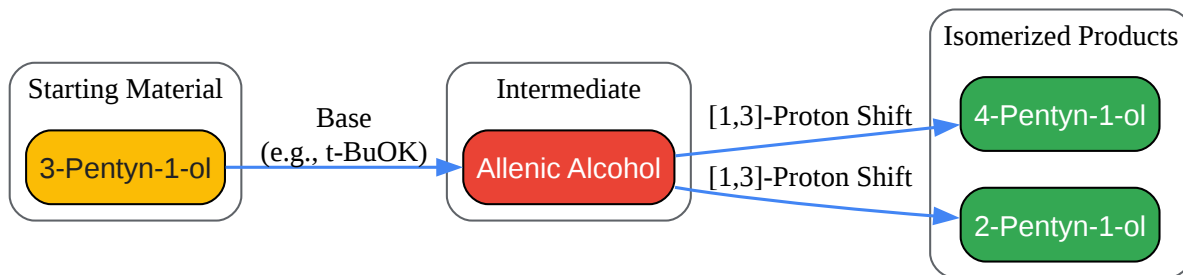 Starting Material
3-Pentyn-1-ol
Base
(e.g., t-BuOK)
Intermediate
Allenic Alcohol
[1,3]-Proton Shift
[1,3]-Proton Shift
Isomerized Products
4-Pentyn-1-ol
2-Pentyn-1-ol